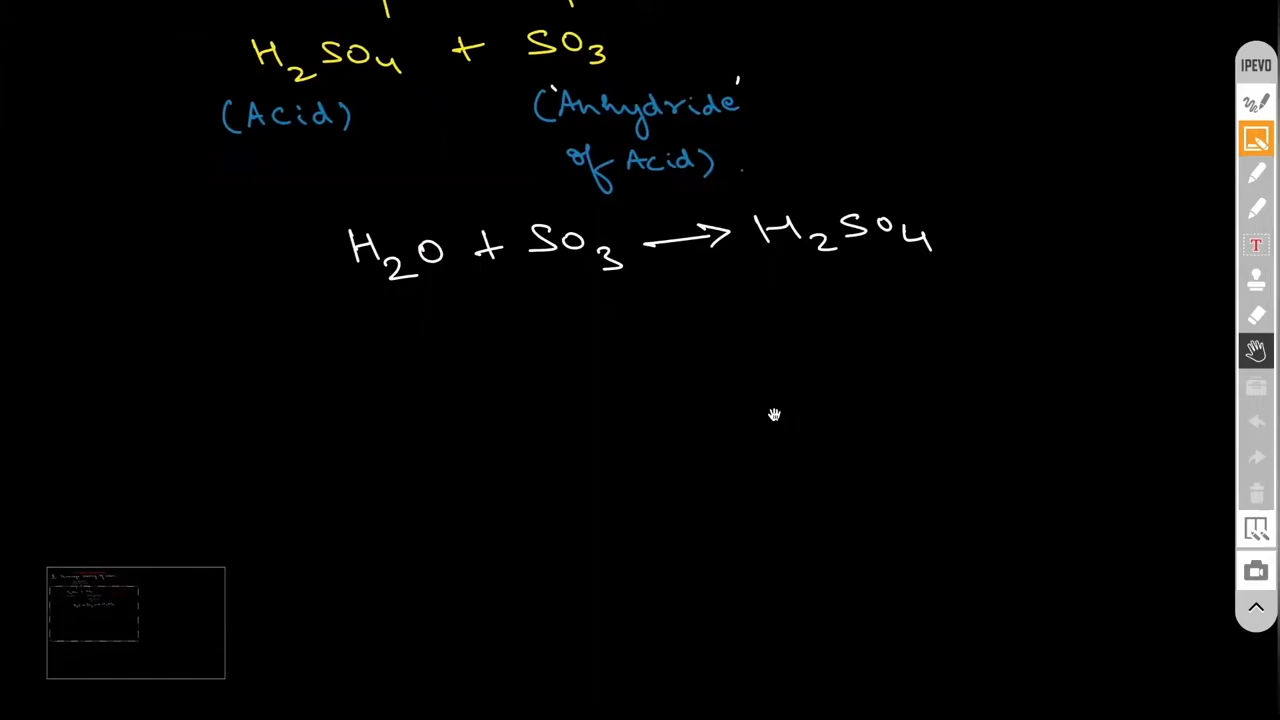 H2SO4 + SO3
(Acid) ('Anhydride'
of Acid).
H2O + SO3 → H2SO4
IPEVO
T